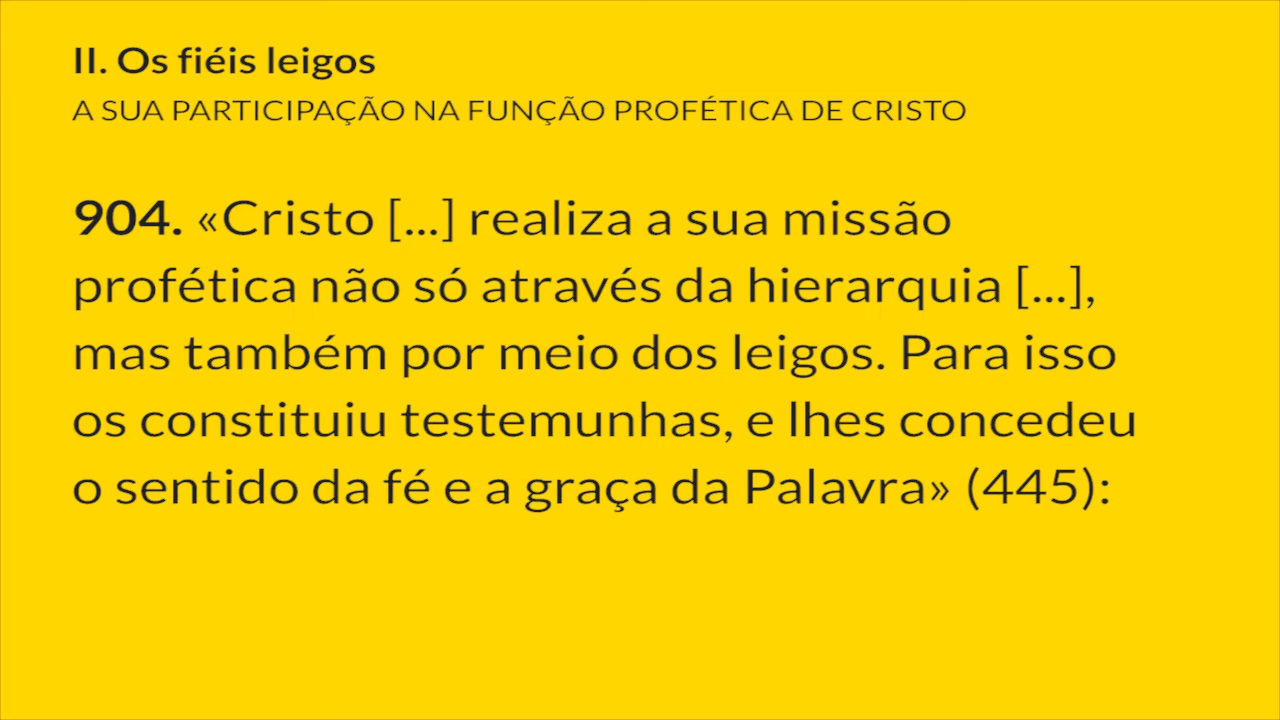 II. Os fiéis leigos
A SUA PARTICIPAÇÃO NA FUNÇÃO PROFÉTICA DE CRISTO
904. «Cristo [...] realiza a sua missão
profética não só através da hierarquia [...],
mas também por meio dos leigos. Para isso
os constituiu testemunhas, e lhes concedeu
o sentido da fé e a graça da Palavra» (445):